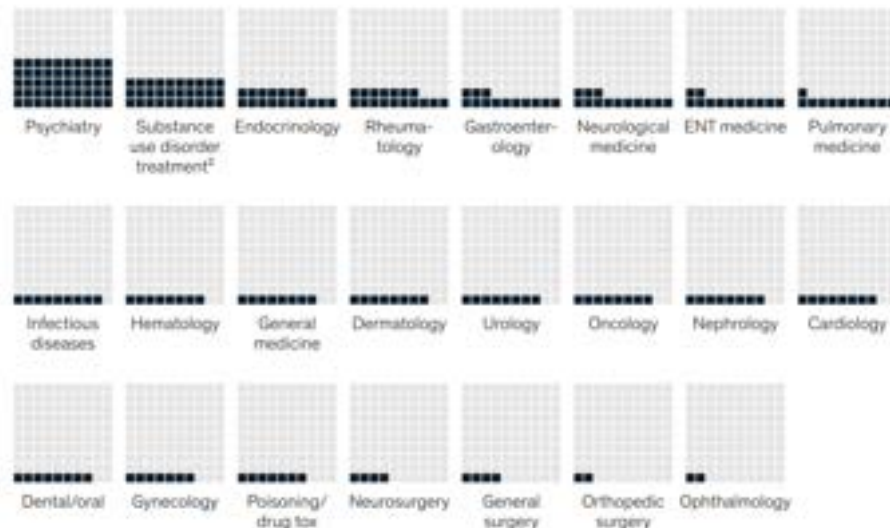 Psychiatry
Substance
use disorder
treatment²
Endocrinology
Rheuma-
tology
Gastroenter-
ology
Neurological
medicine
ENT medicine
Pulmonary
medicine
Infectious
diseases
Hematology
General
medicine
Dermatology
Urology
Oncology
Nephrology
Cardiology
Dental/oral
Gynecology
Poisoning/
drug tox
Neurosurgery
General
surgery
Orthopedic
surgery
Ophthalmology